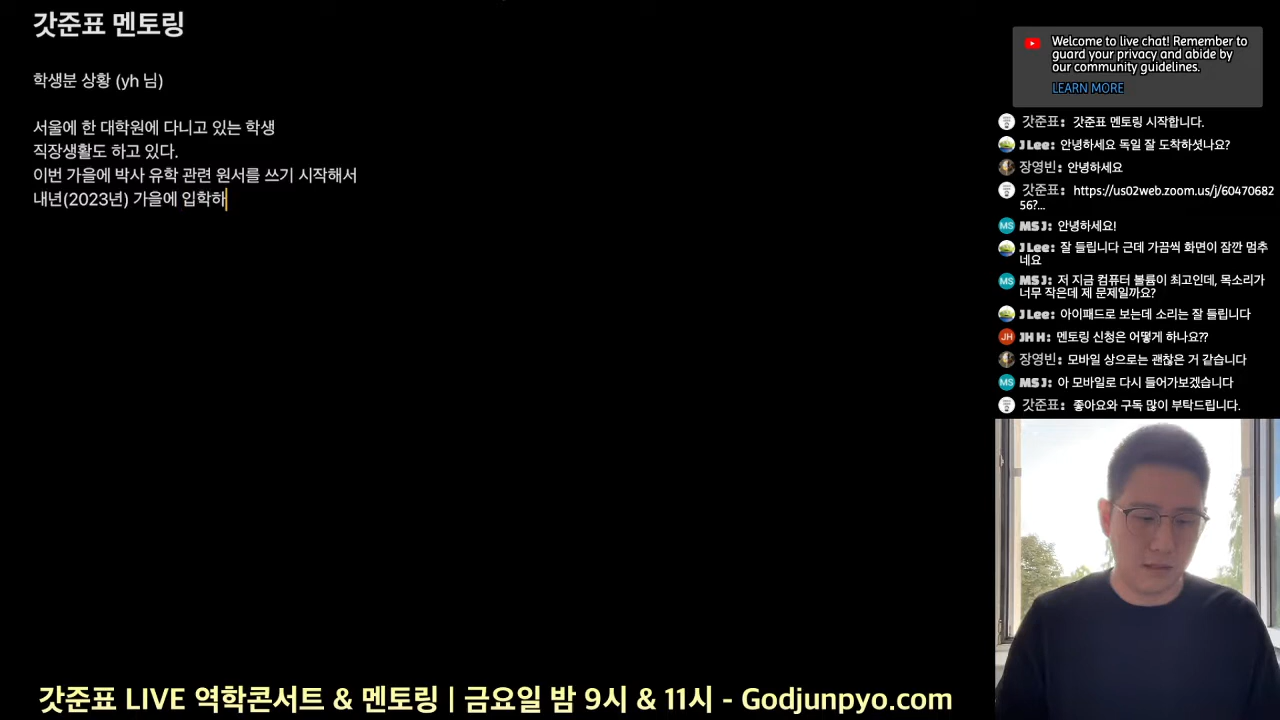 갓준표 멘토링
학생분 상황 (yh 님)
서울에 한 대학원에 다니고 있는 학생
직장생활도 하고 있다.
이번 가을에 박사 유학 관련 원서를 쓰기 시작해서
내년(2023년) 가을에 입학하
Welcome to live chat! Remember to
guard your privacy and abide by
our community guidelines.
LEARN MORE
갓준표: 갓준표 멘토링 시작합니다.
J Lee: 안녕하세요 독일 잘 도착하셧나요?
장영빈: 안녕하세요
갓준표: https://us02web.zoom.us/j/60470682
56?...
MS MS J: 안녕하세요!
J Lee: 잘 들립니다 근데 가끔씩 화면이 잠깐 멈추
네요
MS MS J: 저 지금 컴퓨터 볼륨이 최고인데, 목소리가
너무 작은데 제 문제일까요?
J Lee: 아이패드로 보는데 소리는 잘 들립니다
JH JH H: 멘토링 신청은 어떻게 하나요??
장영빈: 모바일 상으로는 괜찮은 거 같습니다
MS MS J: 아 모바일로 다시 들어가보겠습니다
갓준표: 좋아요와 구독 많이 부탁드립니다.
갓준표 LIVE 역학콘서트 & 멘토링 | 금요일 밤 9시 & 11시 - Godjunpyo.com